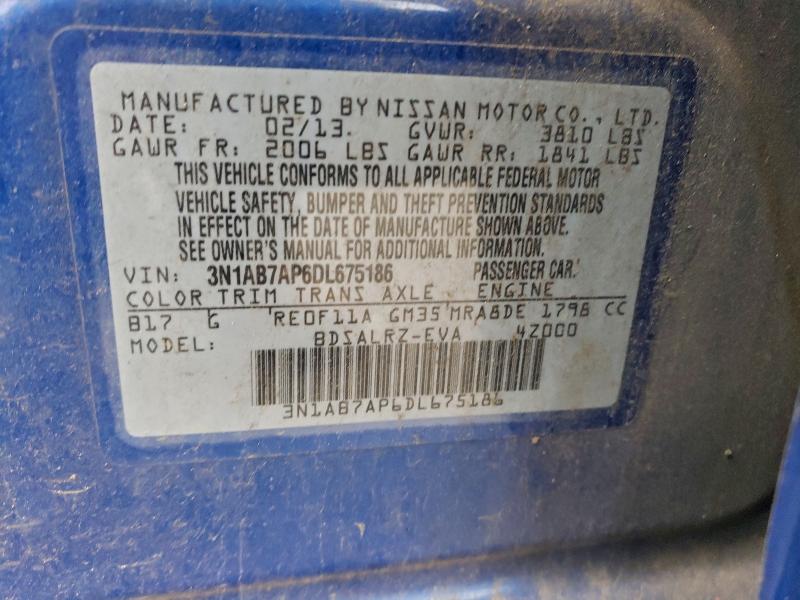 MANUFACTURED BY NISSAN MOTOR CO., LTD.
DATE: 02/13. GVWR: 3810 LBS
GAWR FR: 2006 LBS GAWR RR: 1841 LBS
THIS VEHICLE CONFORMS TO ALL APPLICABLE FEDERAL MOTOR
VEHICLE SAFETY, BUMPER AND THEFT PREVENTION STANDARDS
IN EFFECT ON THE DATE OF MANUFACTURE SHOWN ABOVE.
SEE OWNER'S MANUAL FOR ADDITIONAL INFORMATION.
VIN: 3N1AB7AP6DL675186 PASSENGER CAR.
COLOR TRIM TRANS AXLE ENGINE
B17 G RE0F11A GM35 MRA8DE 1798 CC
MODEL: BDSALRZ-EVA 4Z000
3N1AB7AP6DL675186